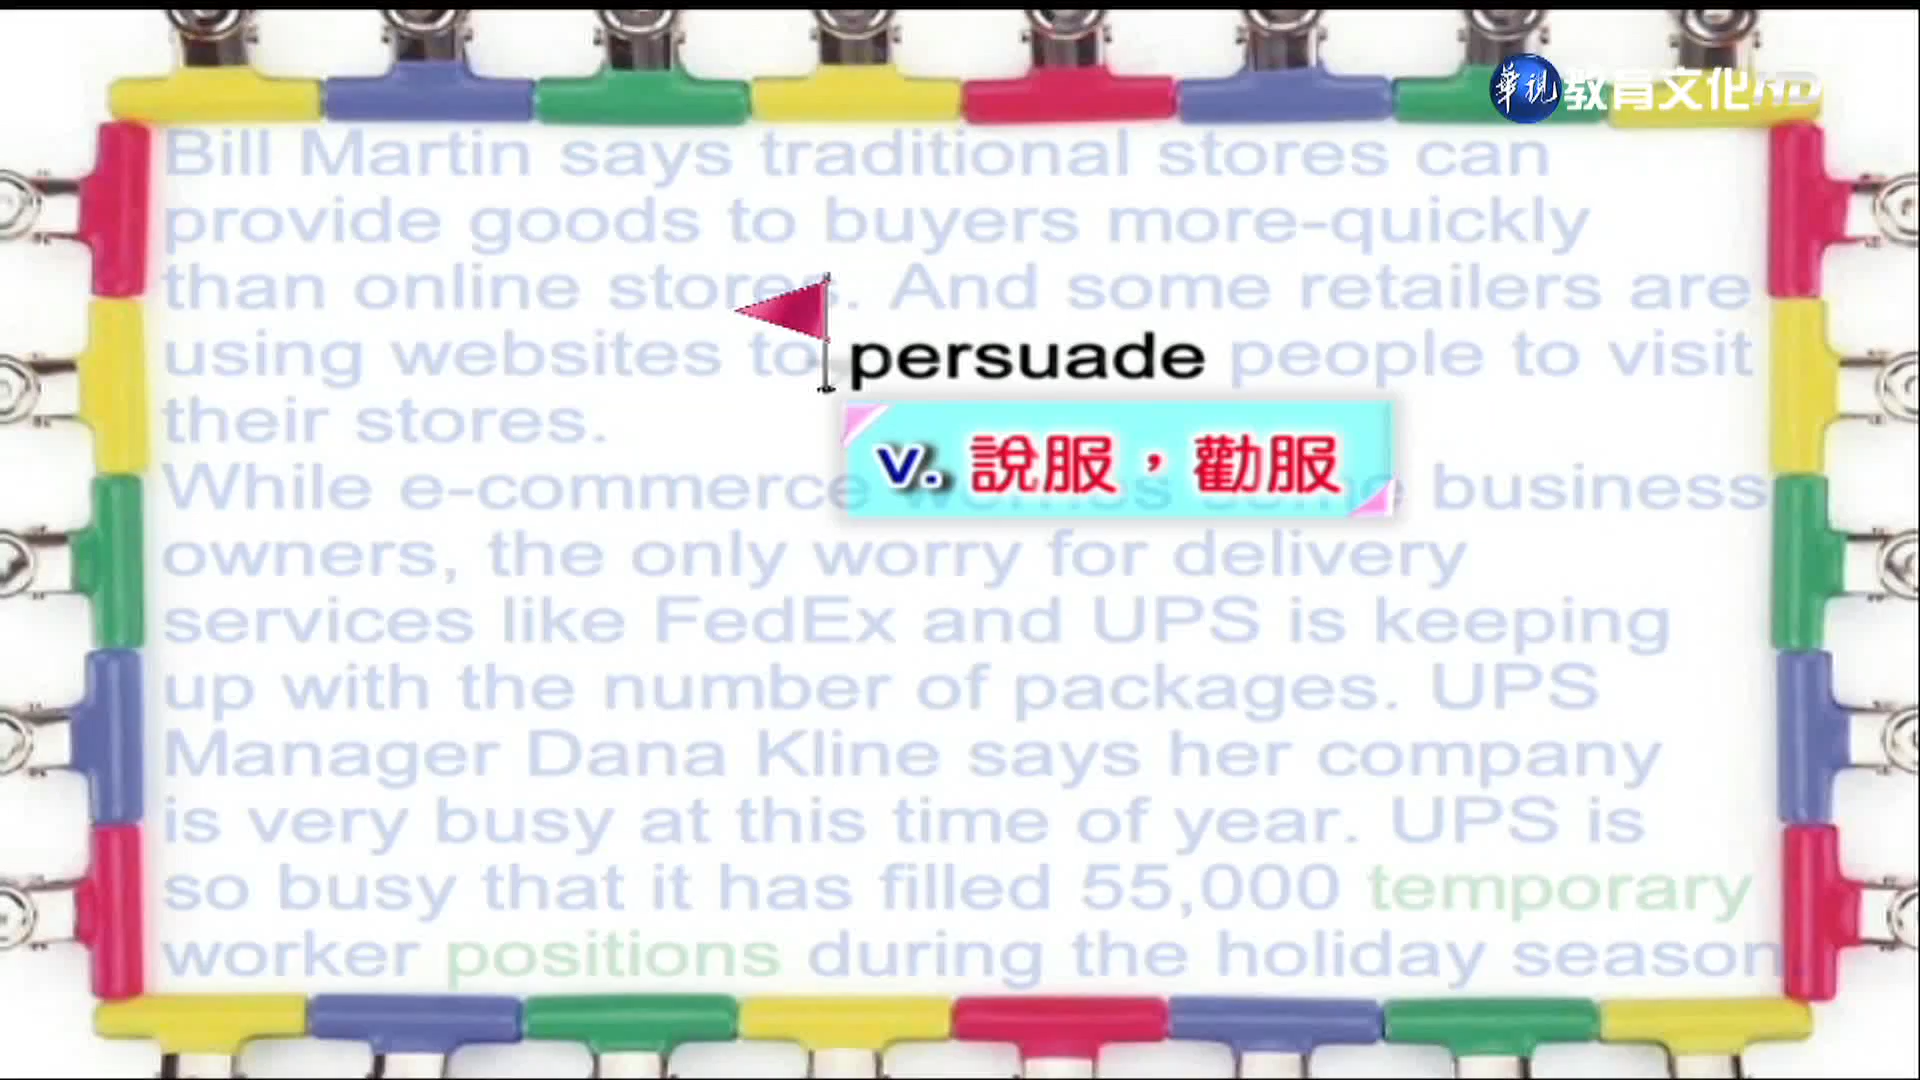 華視 教育文化HD
Bill Martin says traditional stores can
provide goods to buyers more-quickly
than online stores. And some retailers are
using websites to persuade people to visit
their stores.
v. 說服，勸服
While e-commerce worries some business
owners, the only worry for delivery
services like FedEx and UPS is keeping
up with the number of packages. UPS
Manager Dana Kline says her company
is very busy at this time of year. UPS is
so busy that it has filled 55,000 temporary
worker positions during the holiday season.